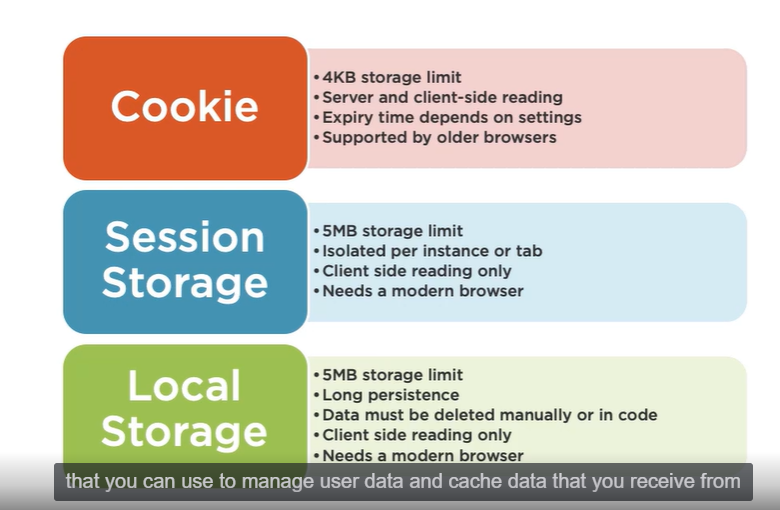 Cookie
• 4KB storage limit
• Server and client-side reading
• Expiry time depends on settings
• Supported by older browsers
Session
Storage
• 5MB storage limit
• Isolated per instance or tab
• Client side reading only
• Needs a modern browser
Local
Storage
• 5MB storage limit
• Long persistence
• Data must be deleted manually or in code
• Client side reading only
• Needs a modern browser
that you can use to manage user data and cache data that you receive from